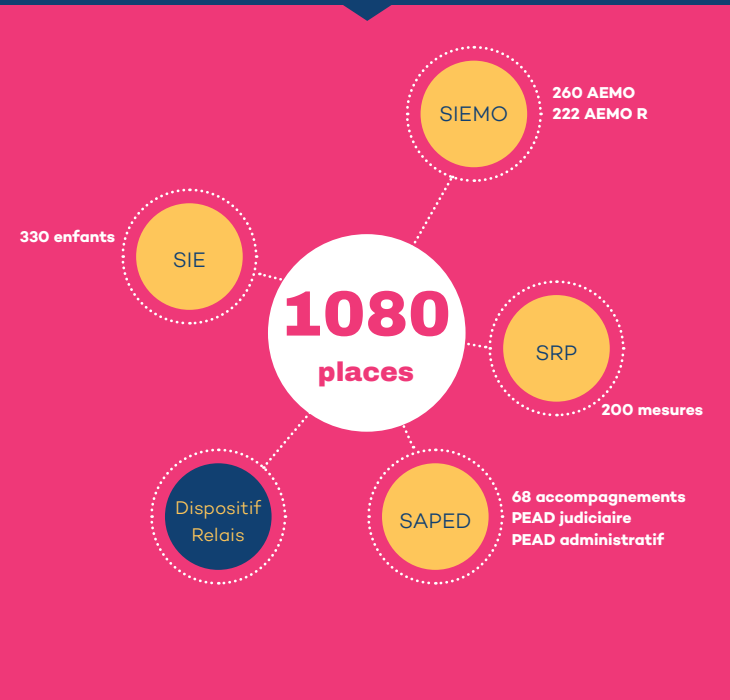 SIEMO
260 AEMO
222 AEMO R
330 enfants
SIE
1080
places
SRP
200 mesures
Dispositif
Relais
SAPED
68 accompagnements
PEAD judiciaire
PEAD administratif